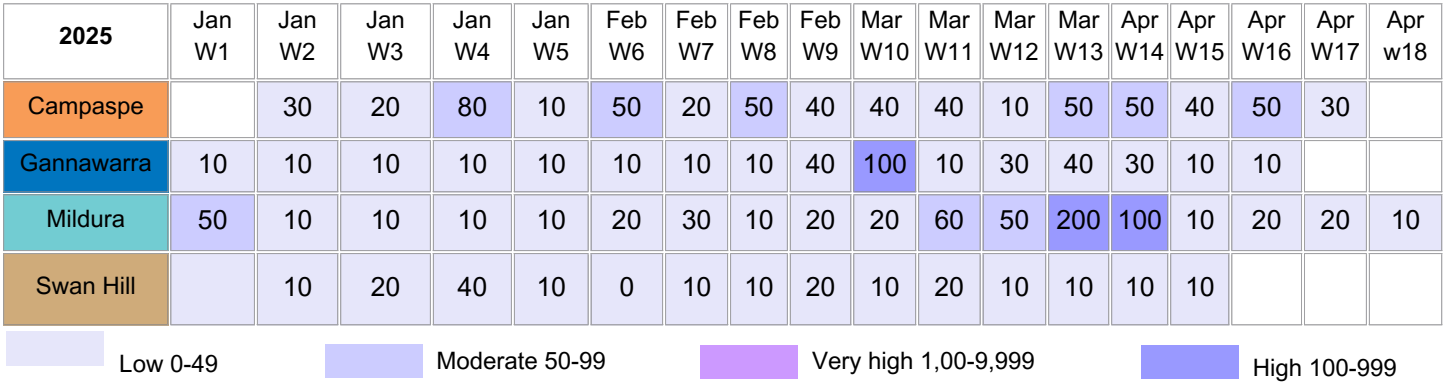 2025 Jan W1 Jan W2 Jan W3 Jan W4 Jan W5 Feb W6 Feb W7 Feb W8 Feb W9 Mar W10 Mar W11 Mar W12 Mar W13 Apr W14 Apr W15 Apr W16 Apr W17 Apr w18
Campaspe 30 20 80 10 50 20 50 40 40 40 10 50 50 40 50 30
Gannawarra 10 10 10 10 10 10 10 10 40 100 10 30 40 30 10 10
Mildura 50 10 10 10 10 20 30 10 20 20 60 50 200 100 10 20 20 10
Swan Hill 10 20 40 10 0 10 10 20 10 20 10 10 10 10
Low 0-49 Moderate 50-99 Very high 1,00-9,999 High 100-999